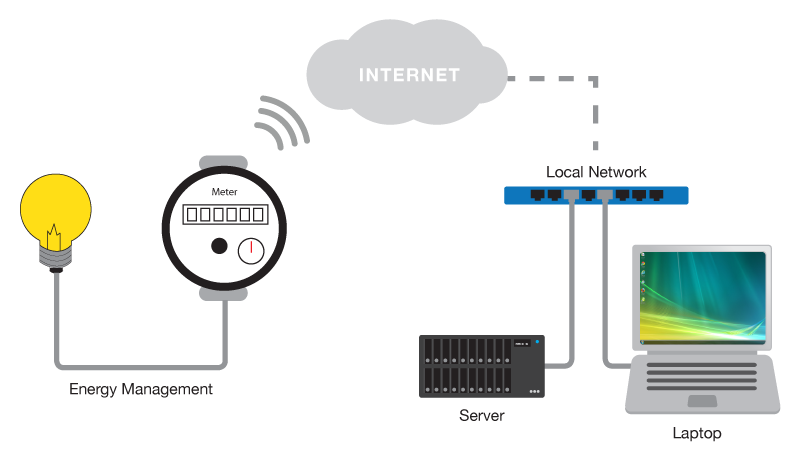 INTERNET
Local Network
Meter
Energy Management
Server
Laptop